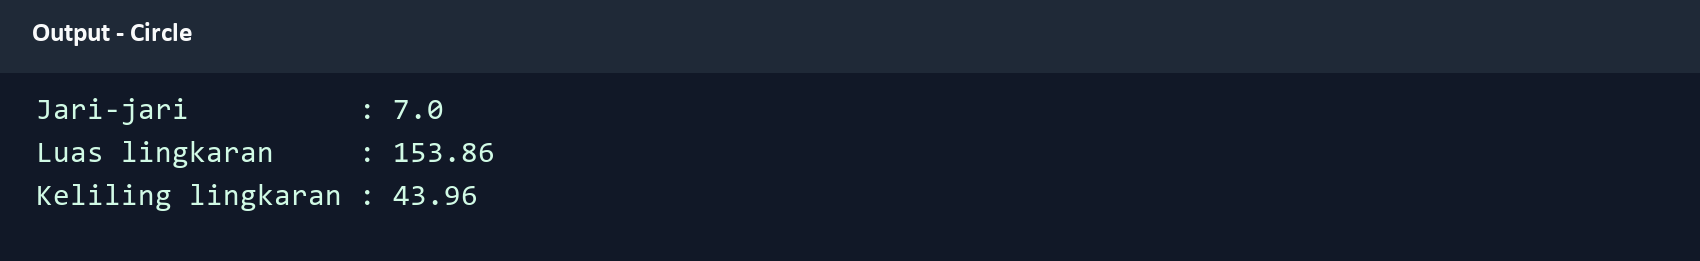 Output - Circle
Jari-jari          : 7.0
Luas lingkaran     : 153.86
Keliling lingkaran : 43.96